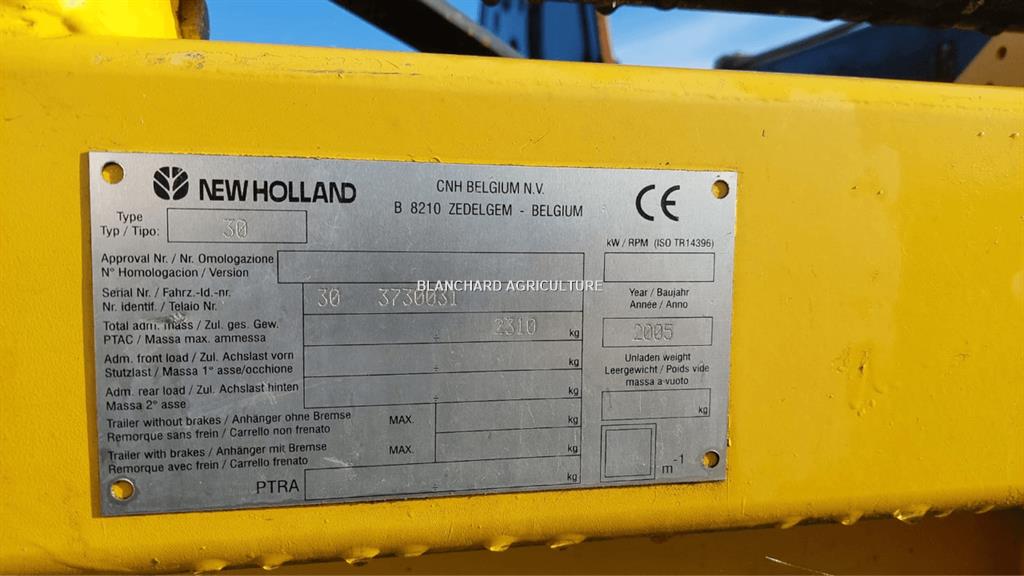 NEW HOLLAND
CNH BELGIUM N.V.
B 8210 ZEDELGEM - BELGIUM
CE
Type
Typ / Tipo: 30
kW / RPM (ISO TR14396)
Approval Nr. / Nr. Omologazione
N° Homologacion / Version
BLANCHARD AGRICULTURE
Serial Nr. / Fahrz.-Id.-nr.
Nr. identif. / Telaio Nr.
30 3730031
Year / Baujahr
Année / Anno
2005
Total adm. mass / Zul. ges. Gew.
PTAC / Massa max. ammessa
÷ 2310 kg
Adm. front load / Zul. Achslast vorn
Stutzlast / Massa 1° asse/occhione
÷ kg
Unladen weight
Leergewicht / Poids vide
massa a vuoto
kg
Adm. rear load / Zul. Achslast hinten
Massa 2° asse
÷ kg
Trailer without brakes / Anhänger ohne Bremse
Remorque sans frein / Carrello non frenato
MAX. kg
Trailer with brakes / Anhänger mit Bremse
Remorque avec frein / Carrello frenato
MAX. kg
PTRA ÷ kg
m-1